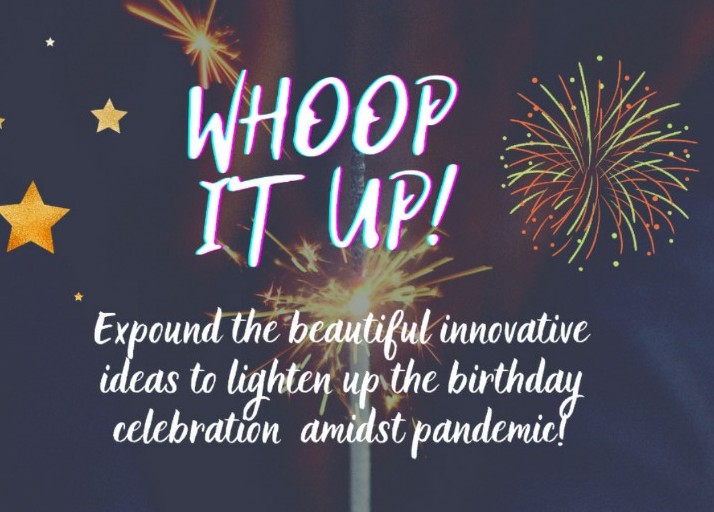 WHOOP
IT UP!
Expound the beautiful innovative
ideas to lighten up the birthday
celebration amidst pandemic!